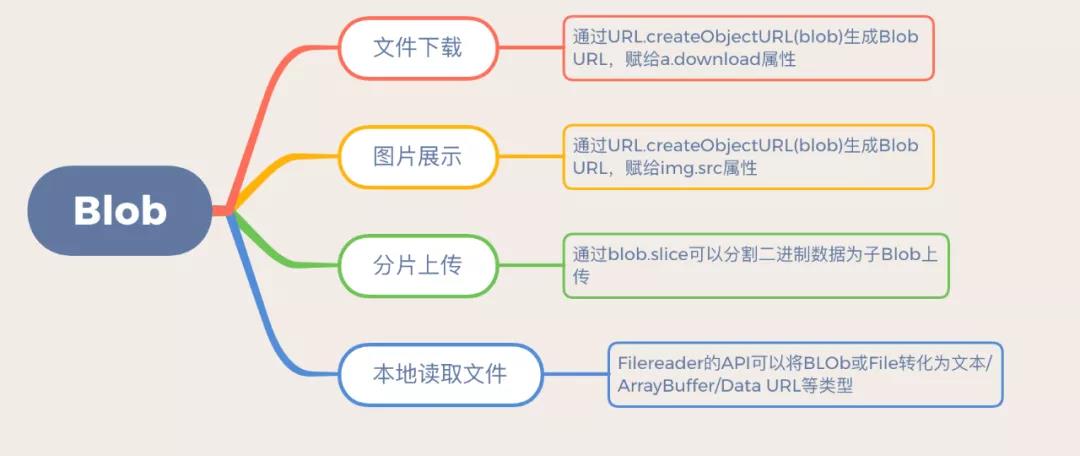 Blob
文件下载
通过URL.createObjectURL(blob)生成Blob
URL，赋给a.download属性
图片展示
通过URL.createObjectURL(blob)生成Blob
URL，赋给img.src属性
分片上传
通过blob.slice可以分割二进制数据为子Blob上
传
本地读取文件
Filereader的API可以将BLOb或File转化为文本/
ArrayBuffer/Data URL等类型